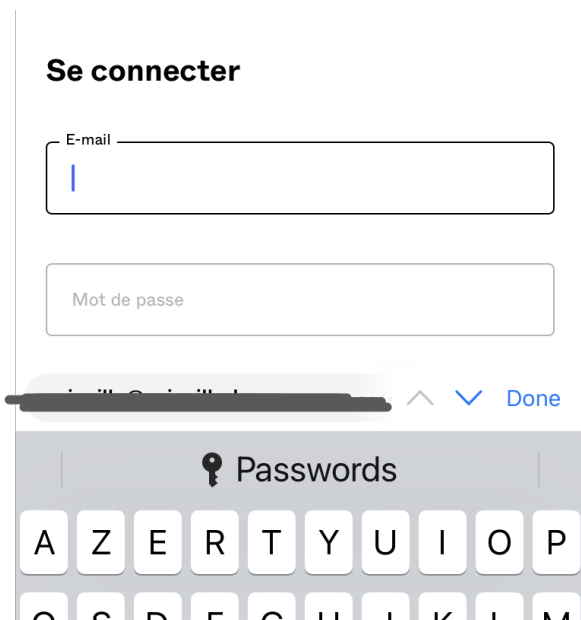 Se connecter
E-mail
Mot de passe
Done
Passwords
A Z E R T Y U I O P
Q S D F G H J K L M